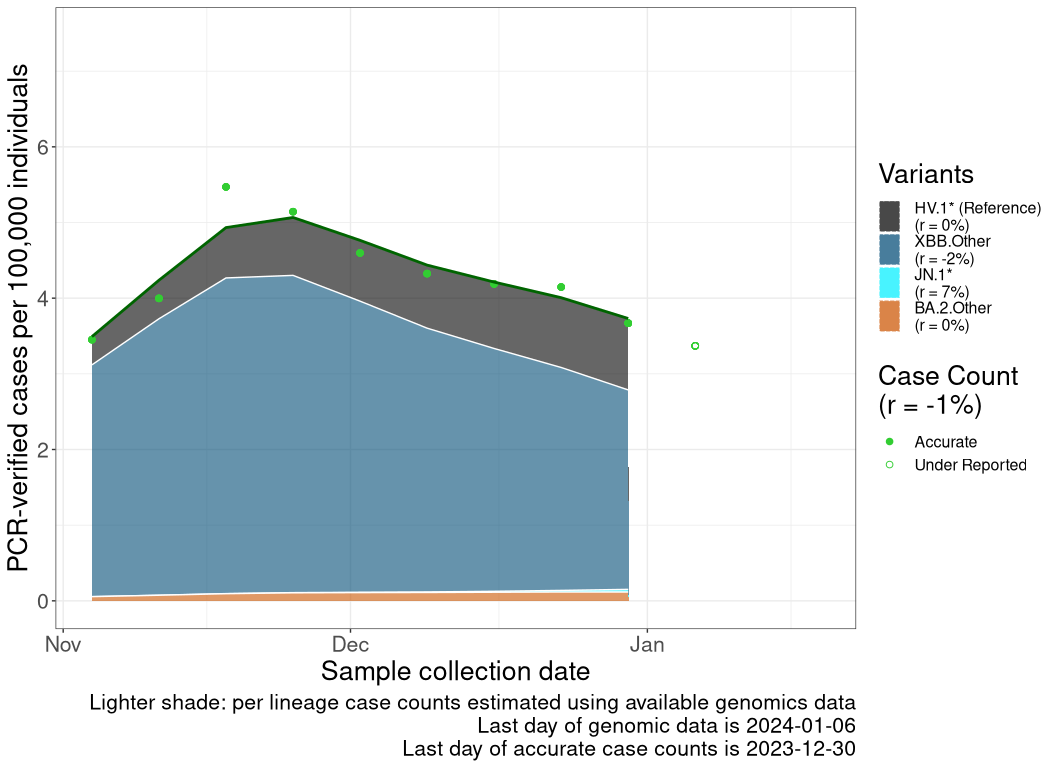 PCR-verified cases per 100,000 individuals
6
4
2
0
Nov
Dec
Jan
Sample collection date
Lighter shade: per lineage case counts estimated using available genomics data
Last day of genomic data is 2024-01-06
Last day of accurate case counts is 2023-12-30
Variants
HV.1* (Reference)
(r = 0%)
XBB.Other
(r = -2%)
JN.1*
(r = 7%)
BA.2.Other
(r = 0%)
Case Count
(r = -1%)
Accurate
Under Reported